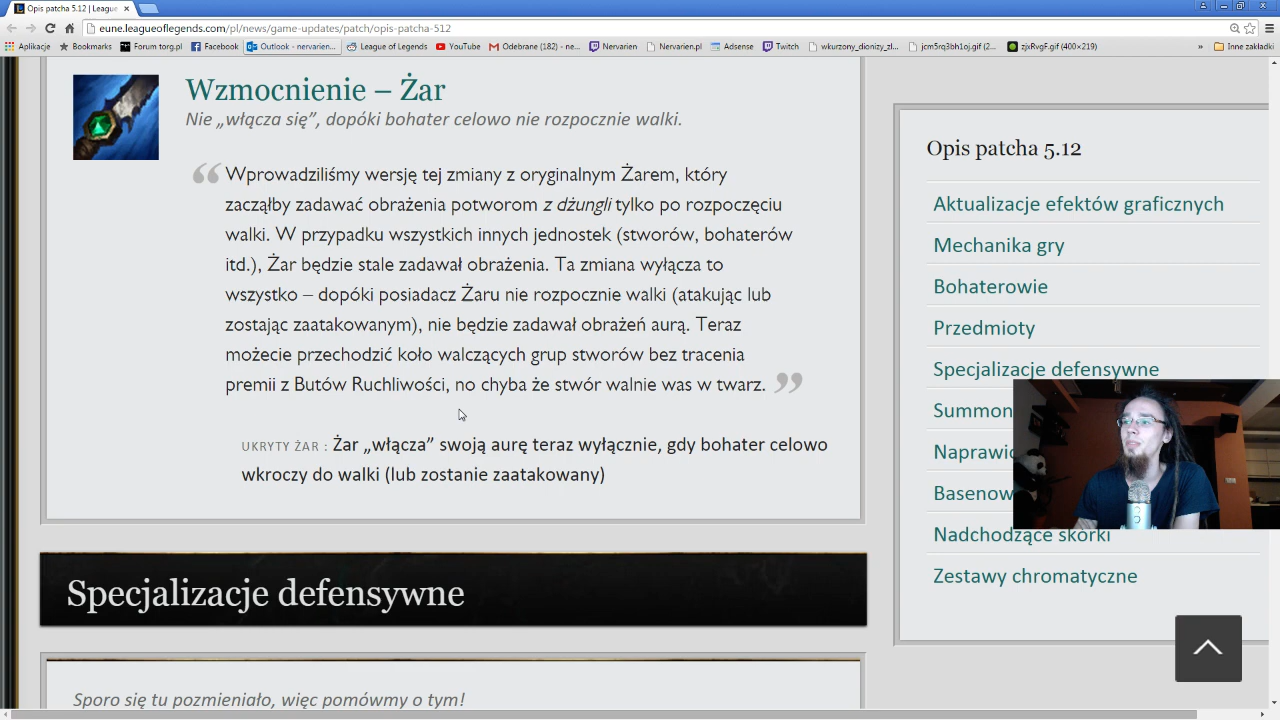 Opis patcha 5.12 | Leagu
eune.leagueoflegends.com/pl/news/game-updates/patch/opis-patcha-512
Aplikacje Bookmarks Forum torg.pl Facebook Outlook - nervarien... League of Legends YouTube Odebrane (182) - ne... Nervarien Nervarien.pl Adsense Twitch wkurzony_dionizy_zl... jcm5rq3bh1oj.gif (2... zjxRvgF.gif (400×219) » Inne zakładki
Wzmocnienie – Żar
Nie „włącza się”, dopóki bohater celowo nie rozpocznie walki.
“ Wprowadziliśmy wersję tej zmiany z oryginalnym Żarem, który
zacząłby zadawać obrażenia potworom z dżungli tylko po rozpoczęciu
walki. W przypadku wszystkich innych jednostek (stworów, bohaterów
itd.), Żar będzie stale zadawał obrażenia. Ta zmiana wyłącza to
wszystko – dopóki posiadacz Żaru nie rozpocznie walki (atakując lub
zostając zaatakowanym), nie będzie zadawał obrażeń aurą. Teraz
możecie przechodzić koło walczących grup stworów bez tracenia
premii z Butów Ruchliwości, no chyba że stwór walnie was w twarz. ”
UKRYTY ŻAR : Żar „włącza” swoją aurę teraz wyłącznie, gdy bohater celowo
wkroczy do walki (lub zostanie zaatakowany)
Specjalizacje defensywne
Sporo się tu pozmieniało, więc pomówmy o tym!
Opis patcha 5.12
Aktualizacje efektów graficznych
Mechanika gry
Bohaterowie
Przedmioty
Specjalizacje defensywne
Summon
Naprawio
Basenow
Nadchodzące skórki
Zestawy chromatyczne